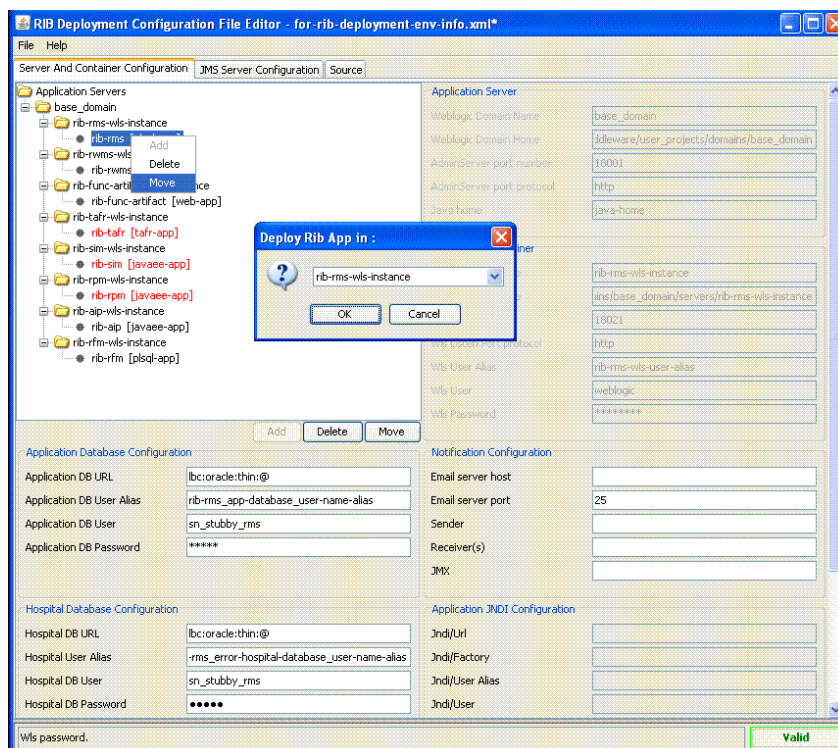 RIB Deployment Configuration File Editor - for-rib-deployment-env-info.xml*
File Help
Server And Container Configuration JMS Server Configuration Source
Application Servers
base_domain
rib-rms-wls-instance
rib-rms
Add
Delete
Move
rib-rwms-wls
rib-rwms
rib-func-artif
nce
rib-func-artifact [web-app]
rib-tafr-wls-instance
rib-tafr [tafr-app]
rib-sim-wls-instance
rib-sim [javaee-app]
rib-rpm-wls-instance
rib-rpm [javaee-app]
rib-aip-wls-instance
rib-aip [javaee-app]
rib-rfm-wls-instance
rib-rfm [plsql-app]
Add Delete Move
Application Server
Weblogic Domain Name base_domain
Weblogic Domain Home ddleware/user_projects/domains/base_domain
AdminServer port number 18001
AdminServer port protocol http
Java home java-home
Deploy Rib App in :
rib-rms-wls-instance
OK Cancel
iner
rib-rms-wls-instance
ins/base_domain/servers/rib-rms-wls-instance
18021
Wls Listen Port protocol http
Wls User Alias rib-rms-wls-user-alias
Wls User weblogic
Wls Password ********
Application Database Configuration
Application DB URL lbc:oracle:thin:@
Application DB User Alias rib-rms_app-database_user-name-alias
Application DB User sn_stubby_rms
Application DB Password *****
Notification Configuration
Email server host
Email server port 25
Sender
Receiver(s)
JMX
Hospital Database Configuration
Hospital DB URL lbc:oracle:thin:@
Hospital User Alias -rms_error-hospital-database_user-name-alias
Hospital DB User sn_stubby_rms
Hospital DB Password ●●●●●
Application JNDI Configuration
Jndi/Url
Jndi/Factory
Jndi/User Alias
Jndi/User
Wls password. Valid